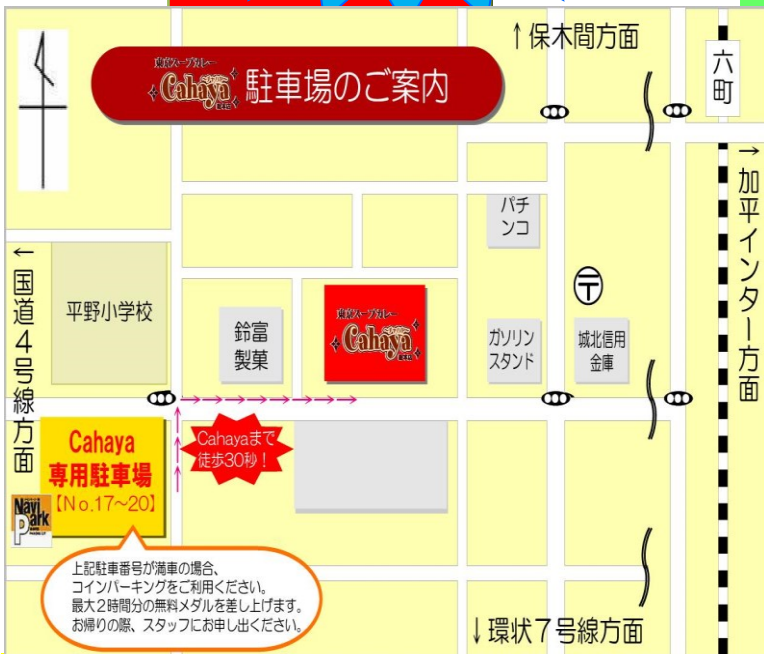 ↑保木間方面
六町
東京スープカレー
Cahaya
駐車場のご案内
→加平インター方面
パチ
ンコ
〒
←国道4号線方面
平野小学校
鈴富
製菓
東京スープカレー
Cahaya
ガソリン
スタンド
城北信用
金庫
Cahaya
専用駐車場
【No.17～20】
Cahayaまで
徒歩30秒！
Navi
Park
上記駐車番号が満車の場合、
コインパーキングをご利用ください。
最大2時間分の無料メダルを差し上げます。
お帰りの際、スタッフにお申し出ください。
↓環状7号線方面